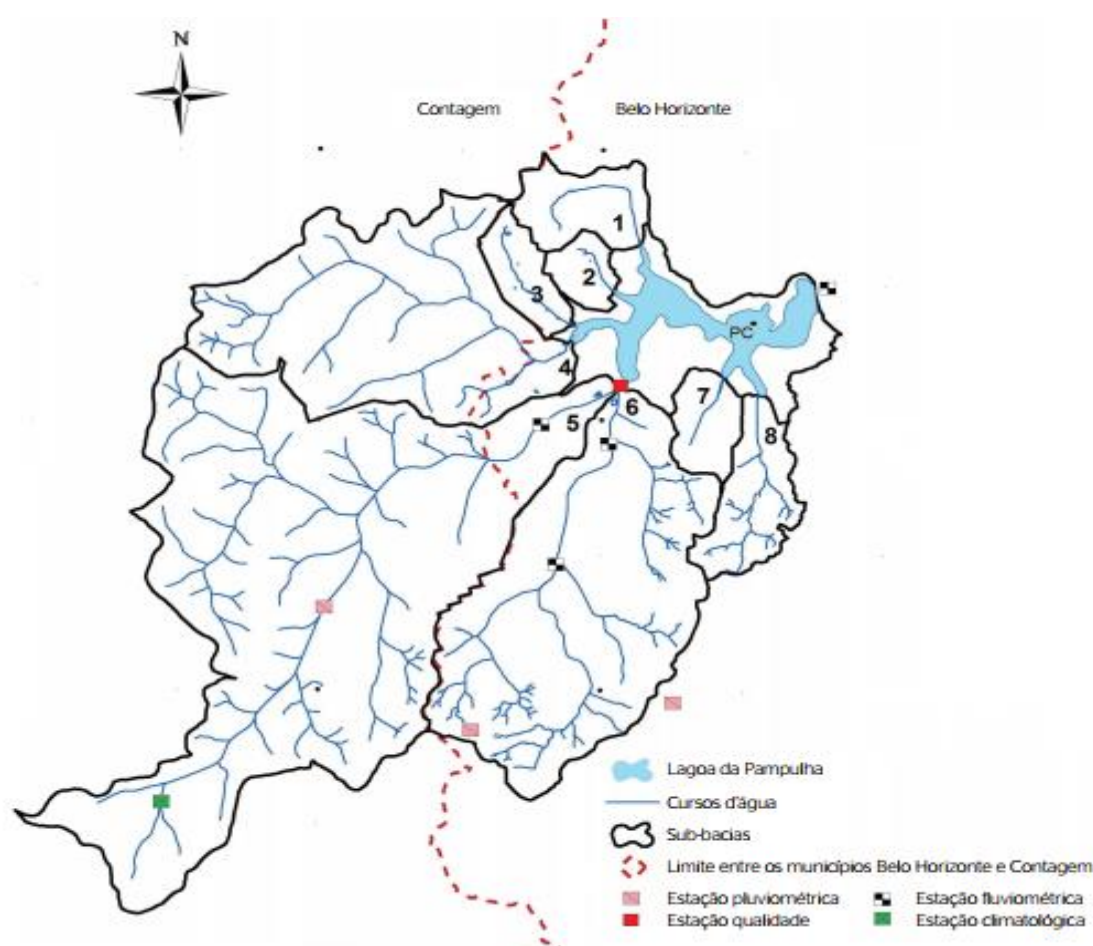 N
Contagem
Belo Horizonte
1
2
3
PC
4
5
6
7
8
Lagoa da Pampulha
Cursos d'água
Sub-bacias
Limite entre os municípios Belo Horizonte e Contagem
Estação pluviométrica
Estação fluviométrica
Estação qualidade
Estação climatológica